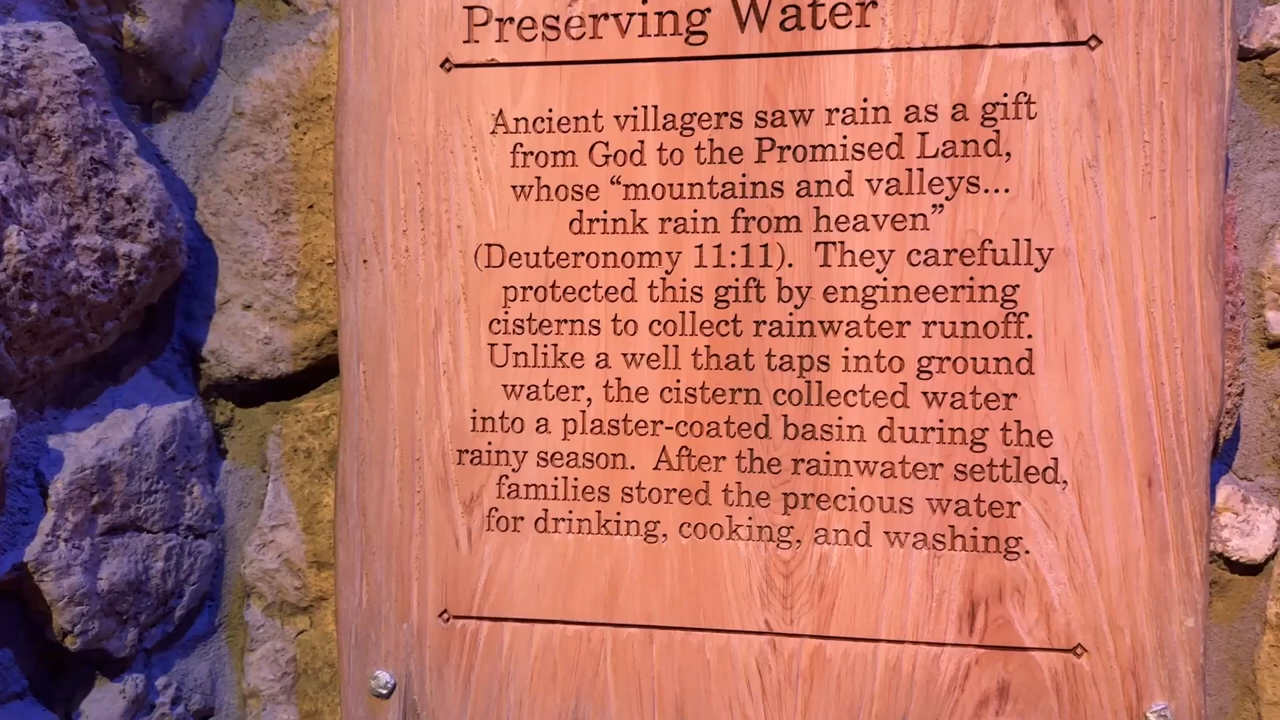 Preserving Water
Ancient villagers saw rain as a gift
from God to the Promised Land,
whose “mountains and valleys...
drink rain from heaven”
(Deuteronomy 11:11).  They carefully
protected this gift by engineering
cisterns to collect rainwater runoff.
Unlike a well that taps into ground
water, the cistern collected water
into a plaster-coated basin during the
rainy season.  After the rainwater settled,
families stored the precious water
for drinking, cooking, and washing.